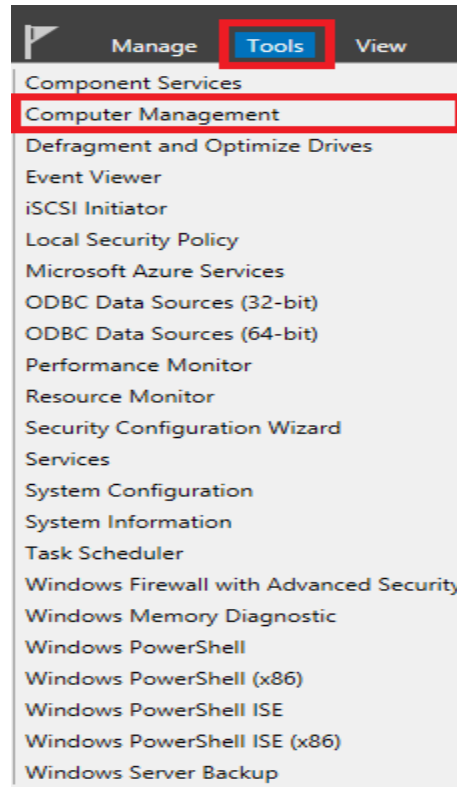 Manage Tools View
Component Services
Computer Management
Defragment and Optimize Drives
Event Viewer
iSCSI Initiator
Local Security Policy
Microsoft Azure Services
ODBC Data Sources (32-bit)
ODBC Data Sources (64-bit)
Performance Monitor
Resource Monitor
Security Configuration Wizard
Services
System Configuration
System Information
Task Scheduler
Windows Firewall with Advanced Security
Windows Memory Diagnostic
Windows PowerShell
Windows PowerShell (x86)
Windows PowerShell ISE
Windows PowerShell ISE (x86)
Windows Server Backup